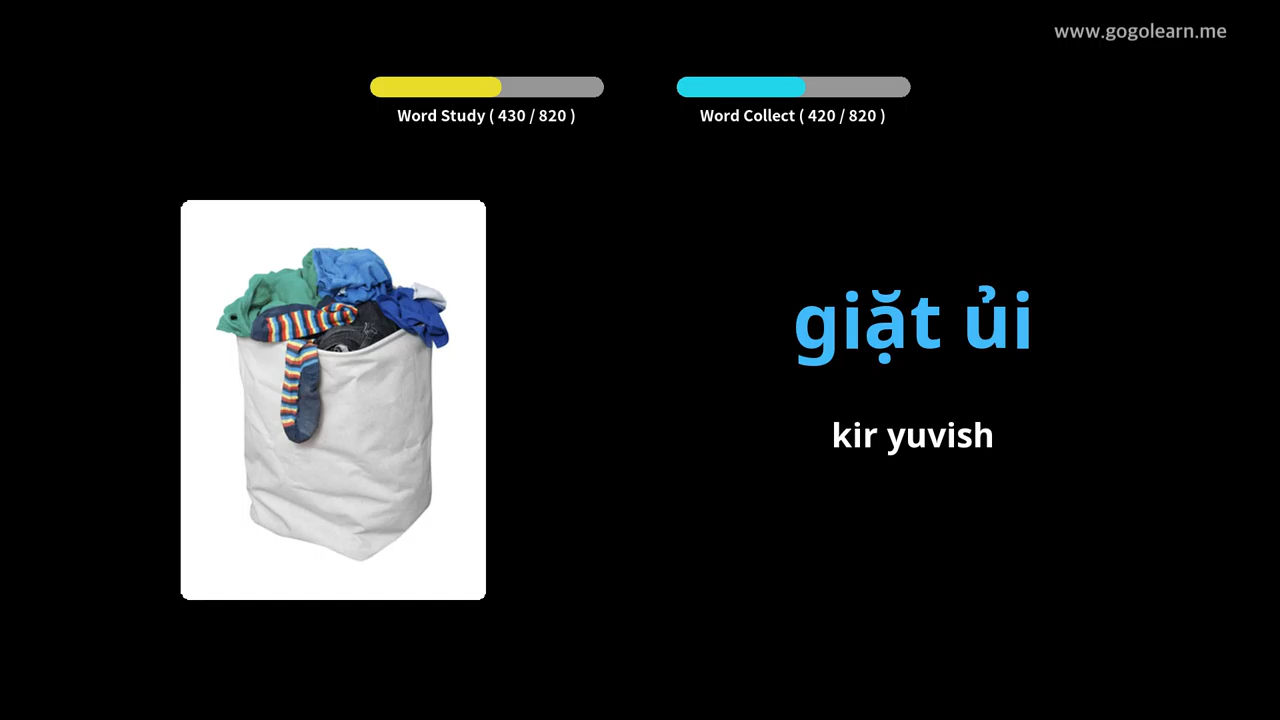 www.gogolearn.me
Word Study ( 430 / 820 )
Word Collect ( 420 / 820 )
giặt ủi
kir yuvish